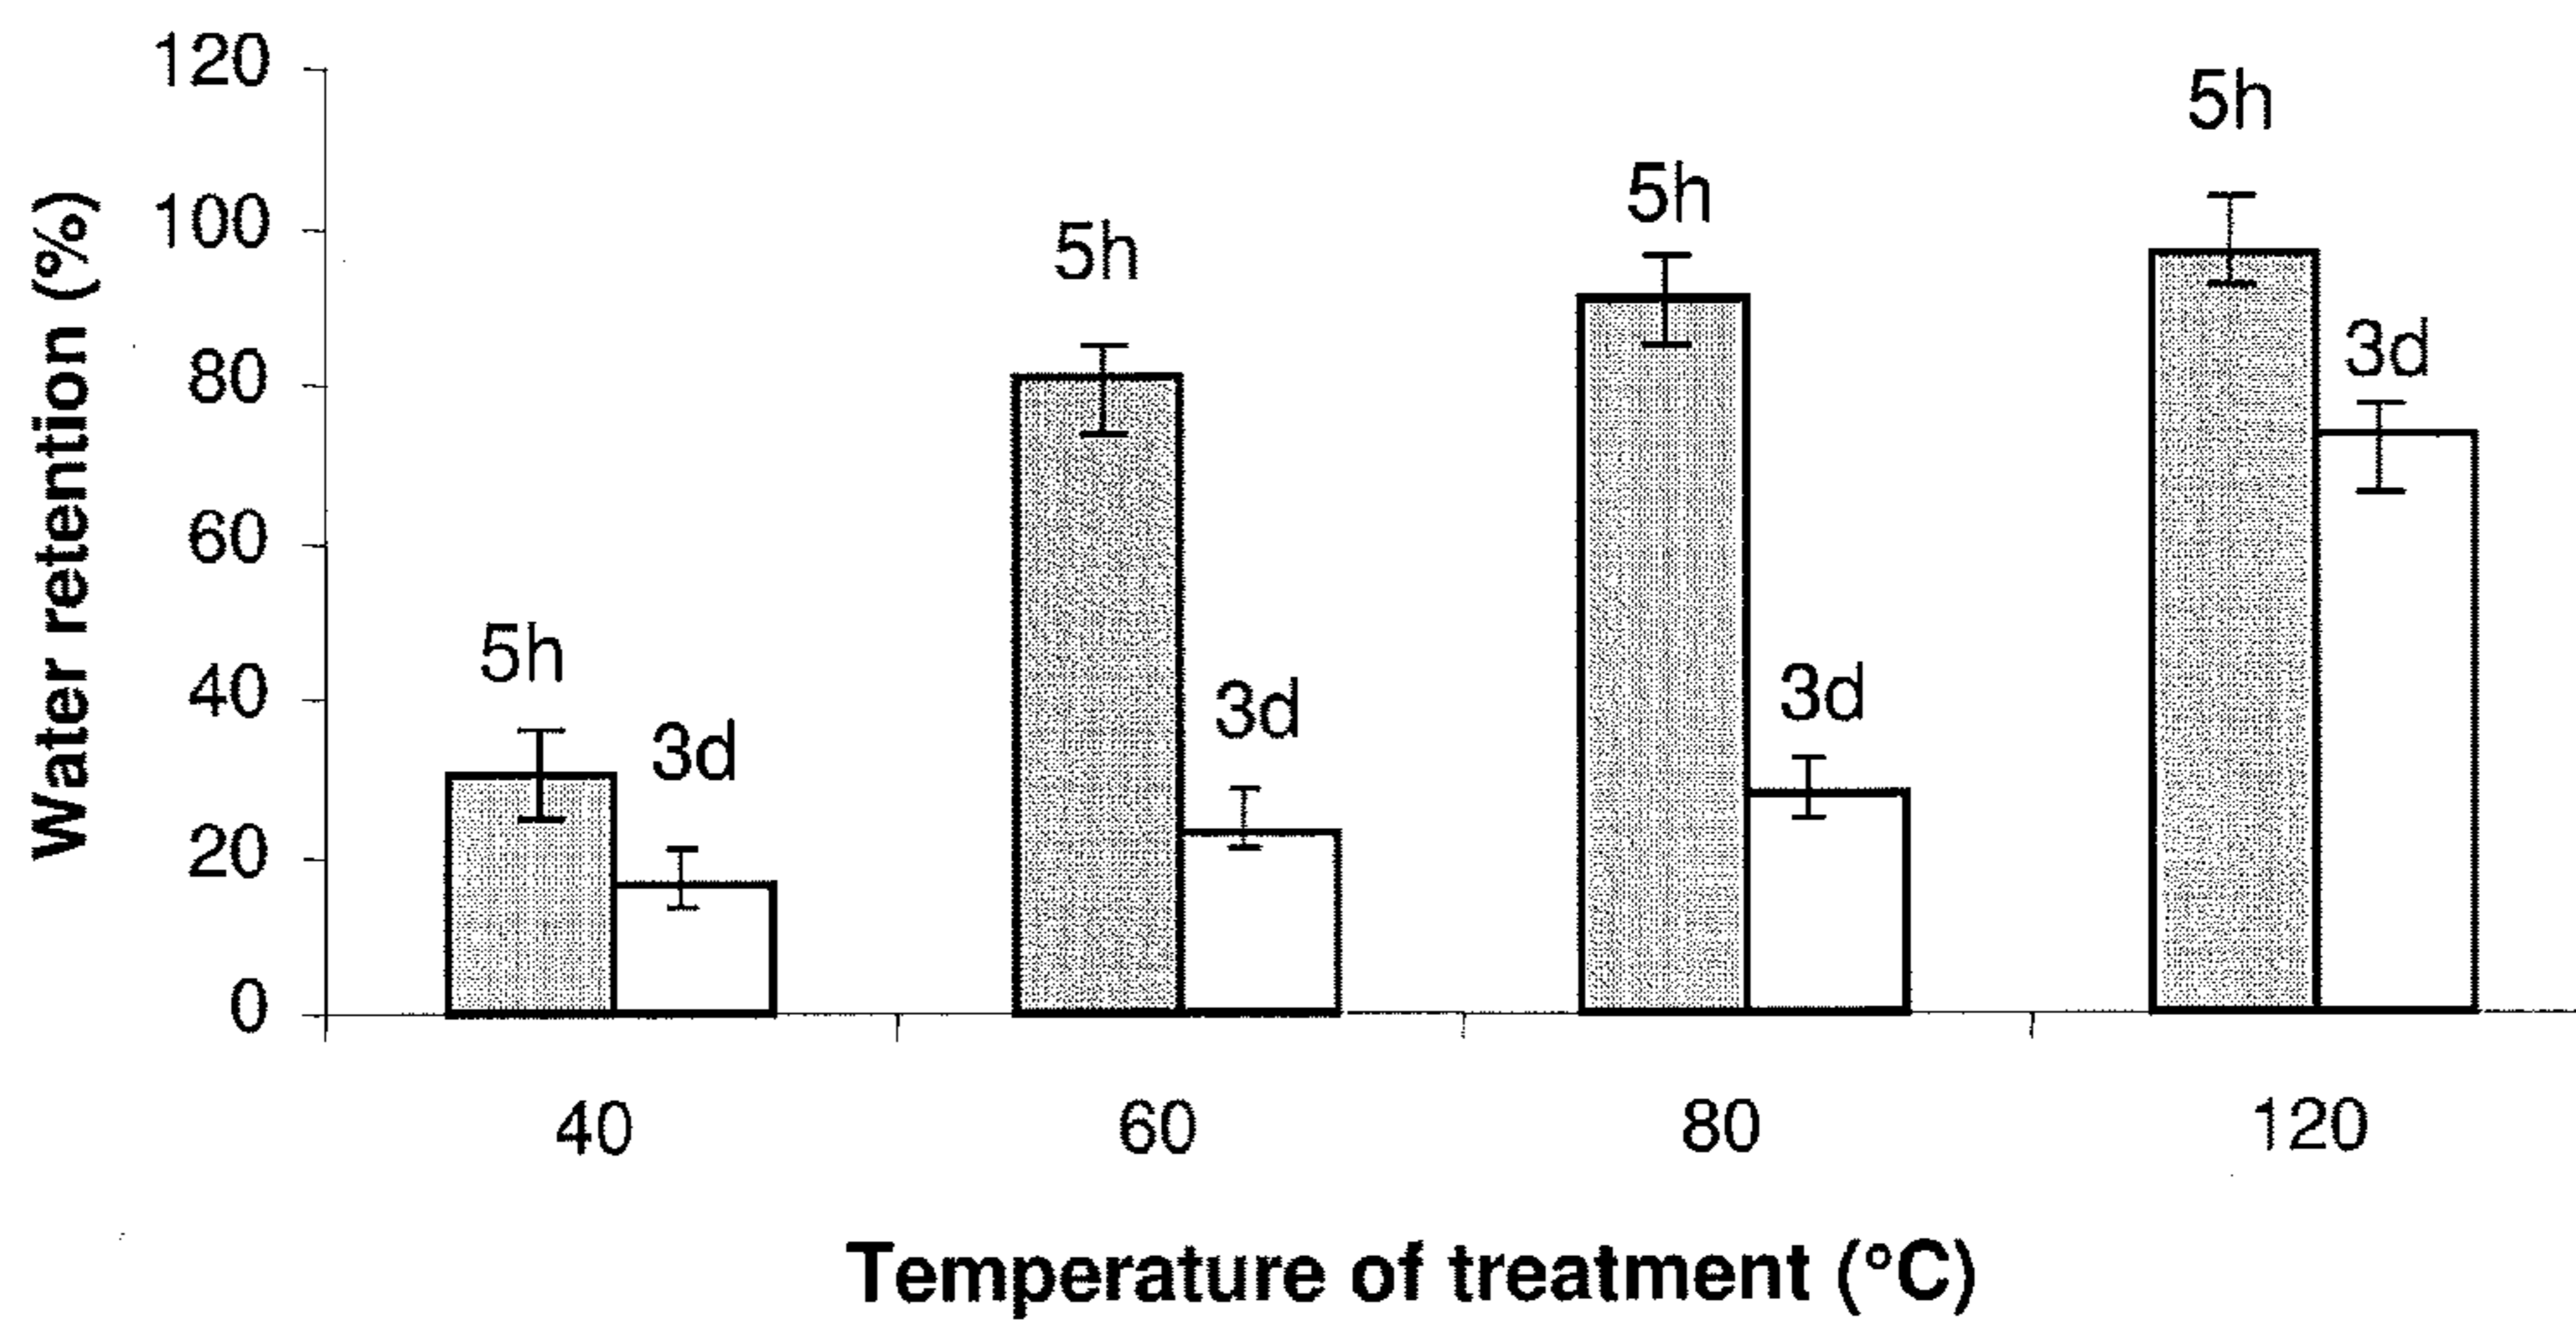 Water retention (%)
120
100
80
60
40
20
0
5h
3d
5h
3d
5h
3d
5h
3d
40
60
80
120
Temperature of treatment (°C)